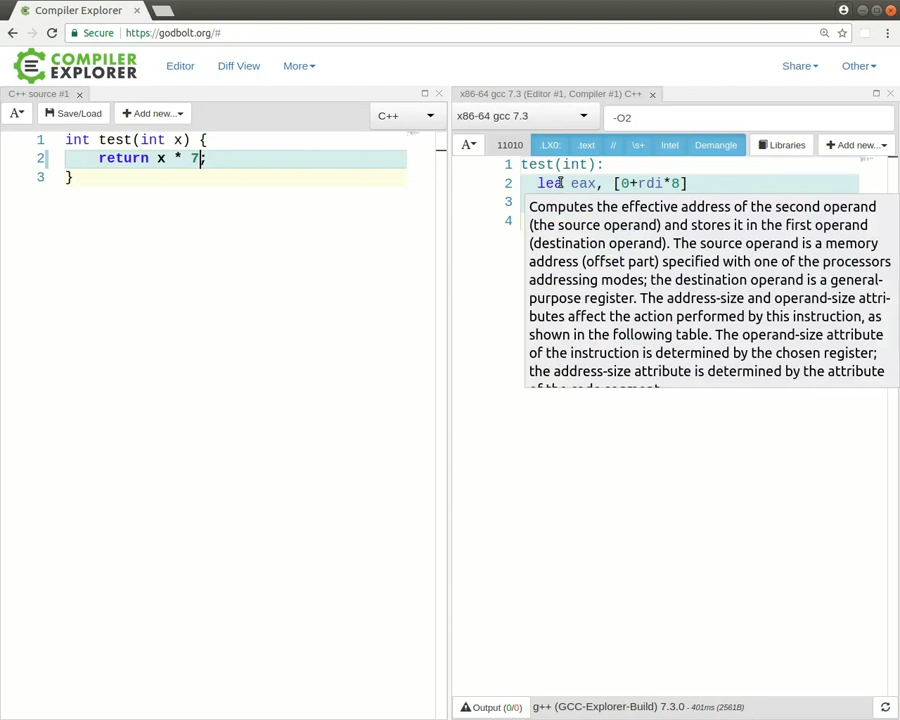 Compiler Explorer
Secure https://godbolt.org/#
COMPILER
EXPLORER
Editor Diff View More Share Other
C++ source #1
A Save/Load + Add new... C++
1 int test(int x) {
2 return x * 7;
3 }
x86-64 gcc 7.3 (Editor #1, Compiler #1) C++
x86-64 gcc 7.3 -O2
A 11010 .LX0: .text // \s+ Intel Demangle Libraries + Add new...
1 test(int):
2 lea eax, [0+rdi*8]
3
4
Computes the effective address of the second operand
(the source operand) and stores it in the first operand
(destination operand). The source operand is a memory
address (offset part) specified with one of the processors
addressing modes; the destination operand is a general-
purpose register. The address-size and operand-size attri-
butes affect the action performed by this instruction, as
shown in the following table. The operand-size attribute
of the instruction is determined by the chosen register;
the address-size attribute is determined by the attribute
of the code segment.
Output (0/0) g++ (GCC-Explorer-Build) 7.3.0 - 401ms (2561B)